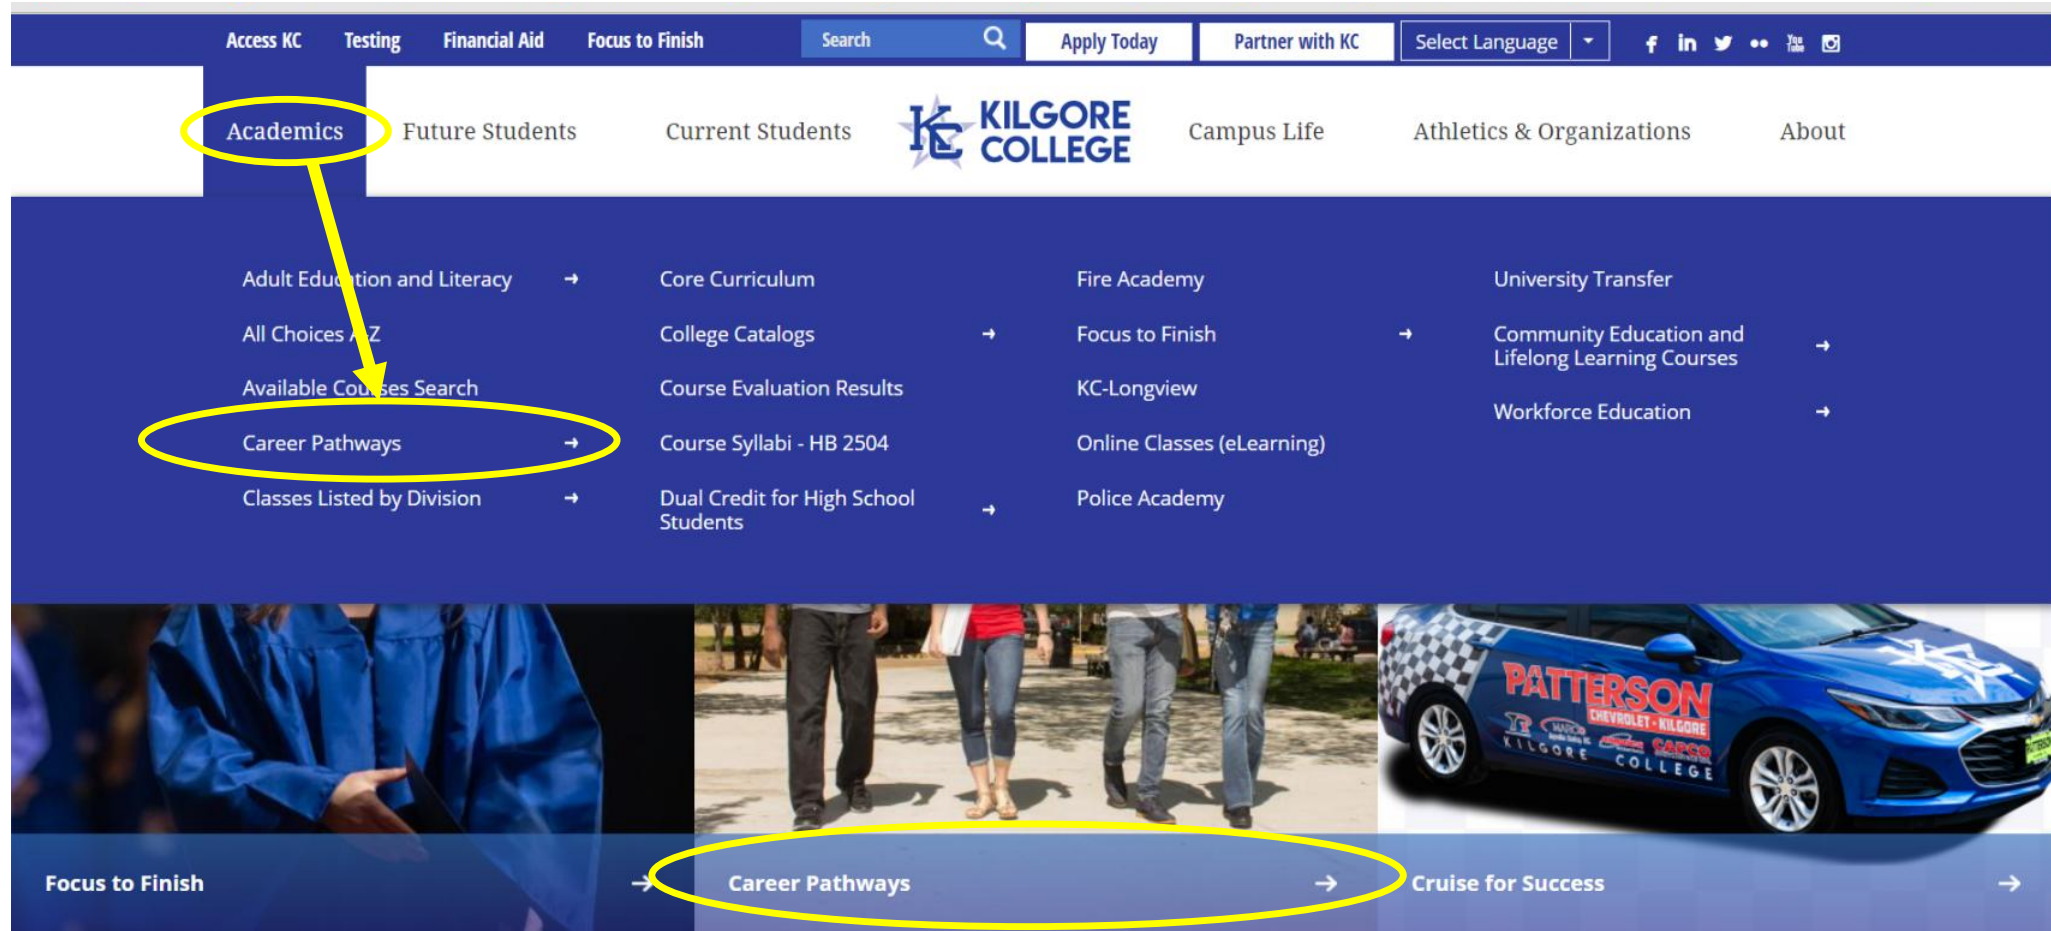 Access KC Testing Financial Aid Focus to Finish Search Apply Today Partner with KC Select Language
You Tube
Academics Future Students Current Students KILGORE COLLEGE Campus Life Athletics & Organizations About
KC
Adult Education and Literacy
All Choices A-Z
Available Courses Search
Career Pathways
Classes Listed by Division
Core Curriculum
College Catalogs
Course Evaluation Results
Course Syllabi - HB 2504
Dual Credit for High School
Students
Fire Academy
Focus to Finish
KC-Longview
Online Classes (eLearning)
Police Academy
University Transfer
Community Education and
Lifelong Learning Courses
Workforce Education
KC
PATTERSON
CHEVROLET • KILGORE
CAPCO
KILGORE COLLEGE
Focus to Finish
Career Pathways
Cruise for Success